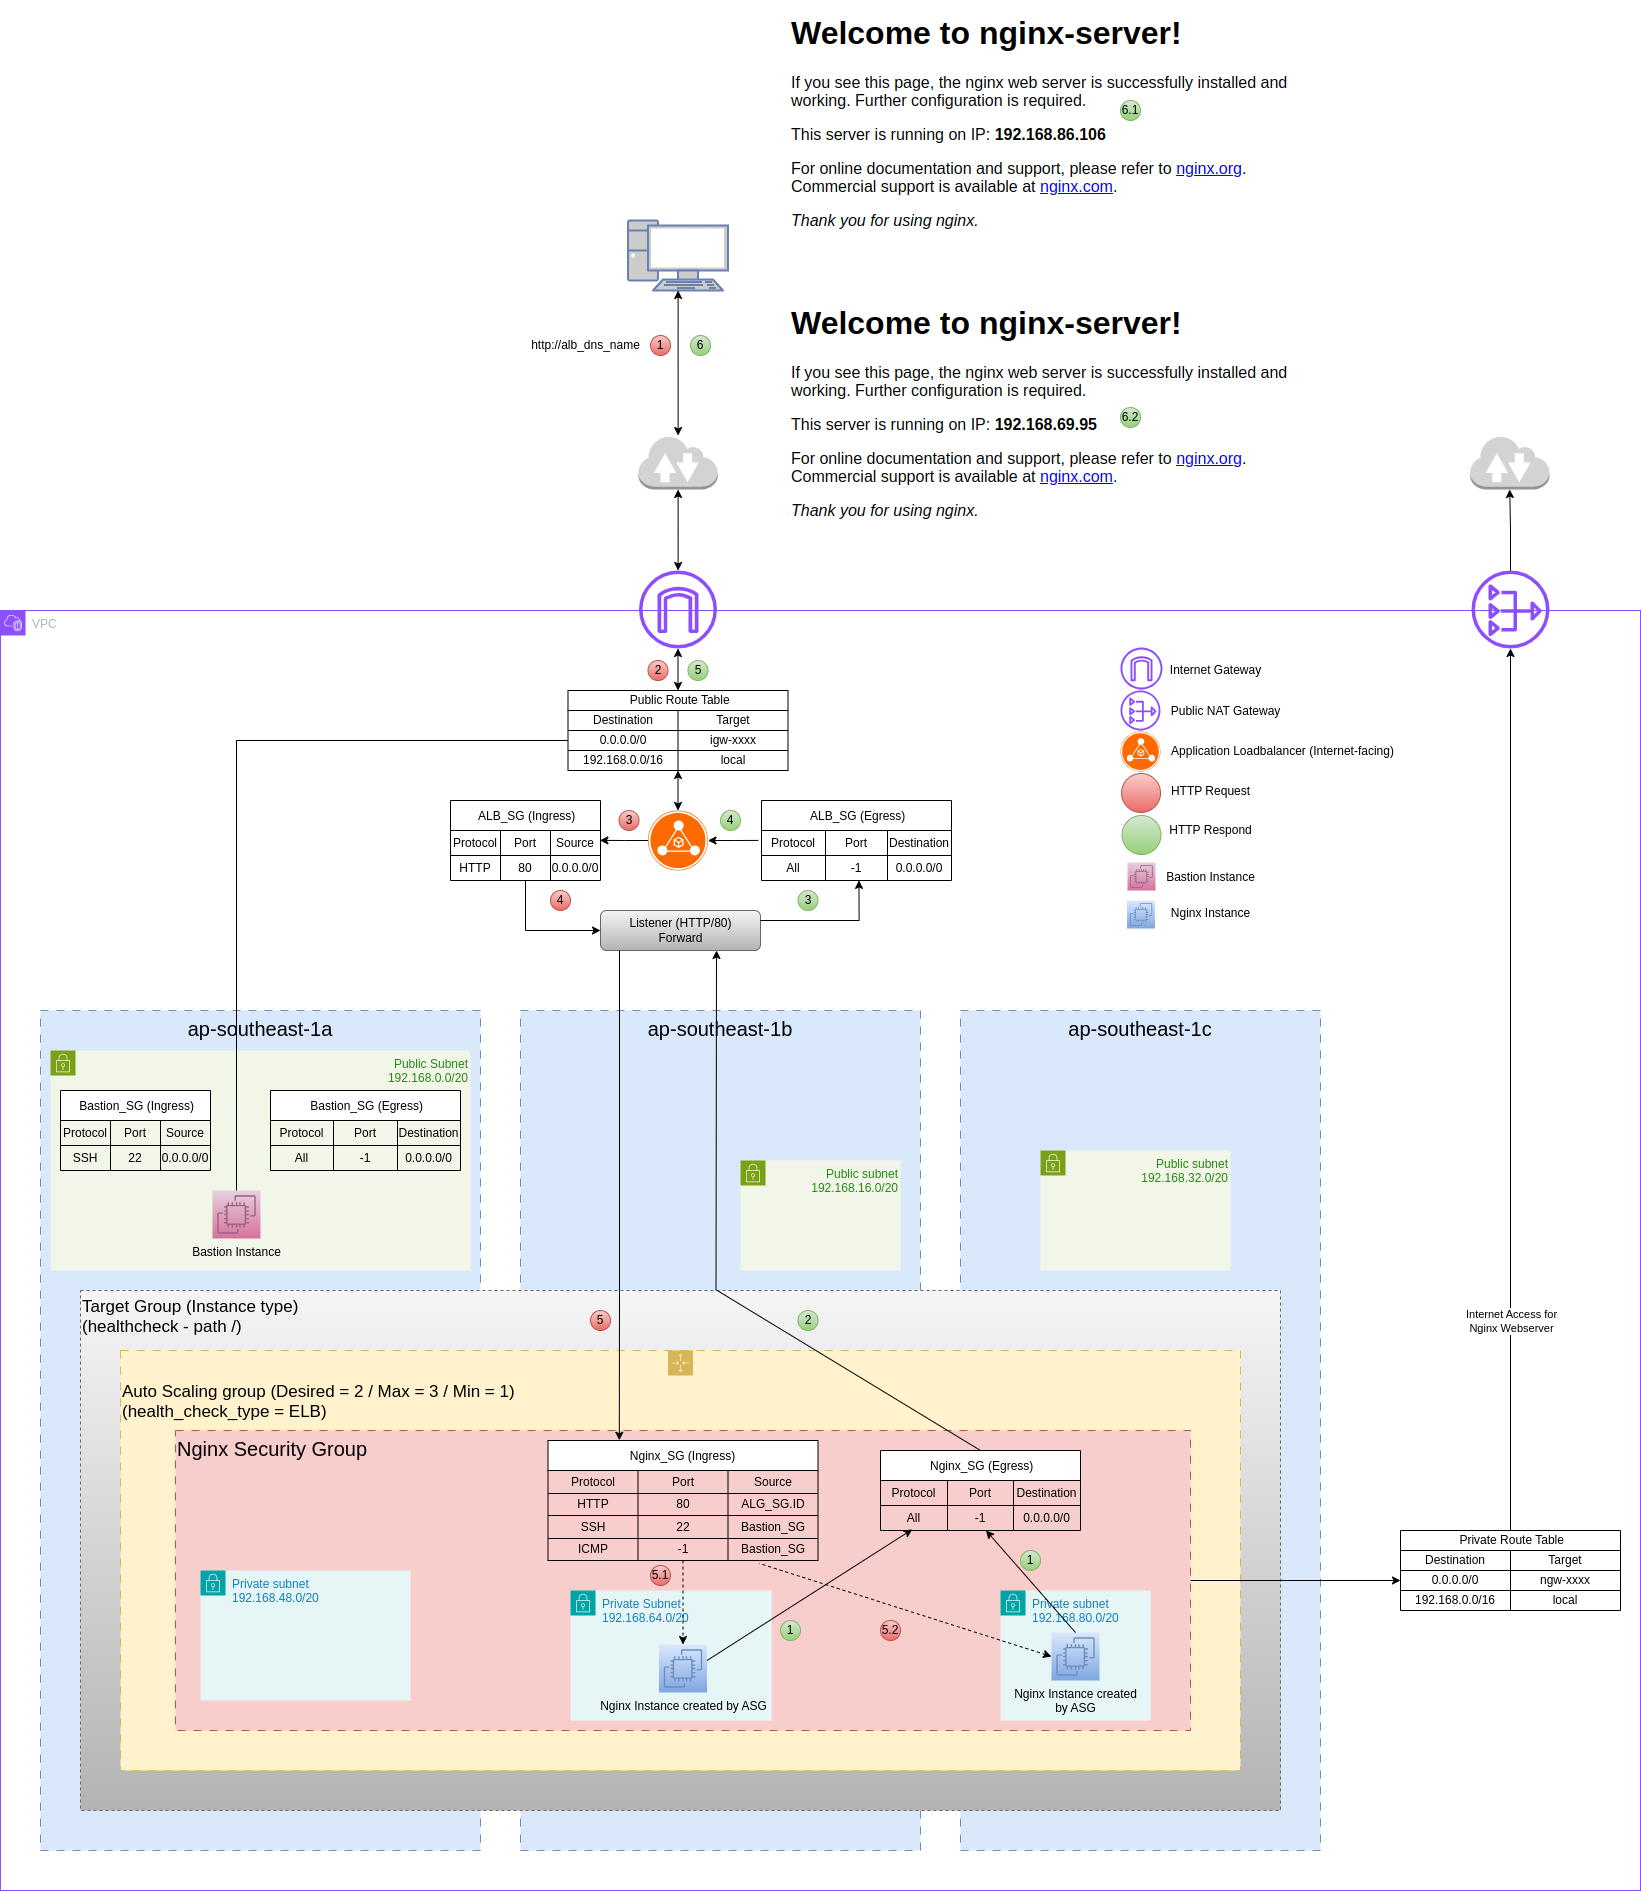 Welcome to nginx-server!
If you see this page, the nginx web server is successfully installed and
working. Further configuration is required.
6.1
This server is running on IP: 192.168.86.106
For online documentation and support, please refer to nginx.org.
Commercial support is available at nginx.com.
Thank you for using nginx.
Welcome to nginx-server!
If you see this page, the nginx web server is successfully installed and
working. Further configuration is required.
This server is running on IP: 192.168.69.95
6.2
For online documentation and support, please refer to nginx.org.
Commercial support is available at nginx.com.
Thank you for using nginx.
http://alb_dns_name 1 6
VPC
2 5
Public Route Table
Destination Target
0.0.0.0/0 igw-xxxx
192.168.0.0/16 local
Internet Gateway
Public NAT Gateway
Application Loadbalancer (Internet-facing)
HTTP Request
HTTP Respond
Bastion Instance
Nginx Instance
ALB_SG (Ingress)
Protocol Port Source
HTTP 80 0.0.0.0/0
3 4
ALB_SG (Egress)
Protocol Port Destination
All -1 0.0.0.0/0
4 3
Listener (HTTP/80)
Forward
ap-southeast-1a
Public Subnet
192.168.0.0/20
Bastion_SG (Ingress)
Protocol Port Source
SSH 22 0.0.0.0/0
Bastion_SG (Egress)
Protocol Port Destination
All -1 0.0.0.0/0
Bastion Instance
ap-southeast-1b
Public subnet
192.168.16.0/20
ap-southeast-1c
Public subnet
192.168.32.0/20
Target Group (Instance type)
(healthcheck - path /)
5 2
Auto Scaling group (Desired = 2 / Max = 3 / Min = 1)
(health_check_type = ELB)
Nginx Security Group
Nginx_SG (Ingress)
Protocol Port Source
HTTP 80 ALG_SG.ID
SSH 22 Bastion_SG
ICMP -1 Bastion_SG
Nginx_SG (Egress)
Protocol Port Destination
All -1 0.0.0.0/0
5.1 1
Private subnet
192.168.48.0/20
Private Subnet
192.168.64.0/20
Nginx Instance created by ASG
1 5.2
Private subnet
192.168.80.0/20
Nginx Instance created
by ASG
Internet Access for
Nginx Webserver
Private Route Table
Destination Target
0.0.0.0/0 ngw-xxxx
192.168.0.0/16 local